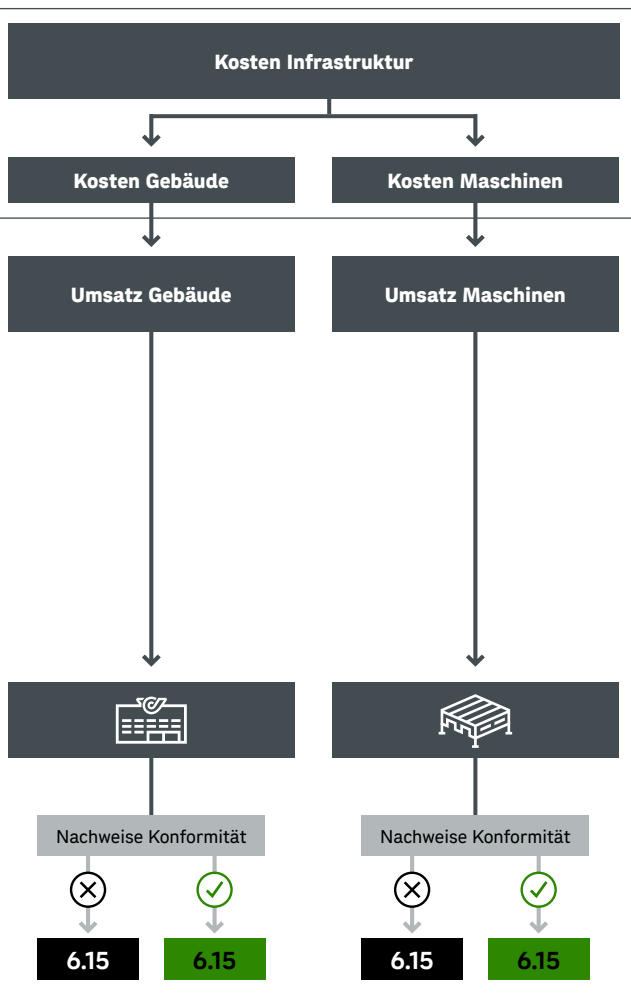 Kosten Infrastruktur
Kosten Gebäude
Kosten Maschinen
Umsatz Gebäude
Umsatz Maschinen
Nachweise Konformität
Nachweise Konformität
6.15
6.15
6.15
6.15